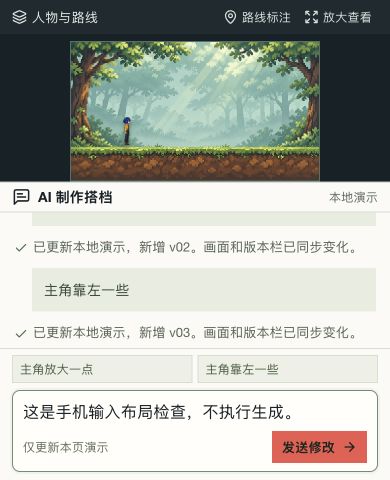 人物与路线
路线标注
放大查看
AI 制作搭档
本地演示
已更新本地演示，新增 v02。画面和版本栏已同步变化。
主角靠左一些
已更新本地演示，新增 v03。画面和版本栏已同步变化。
主角放大一点
主角靠左一些
这是手机输入布局检查，不执行生成。
仅更新本页演示
发送修改